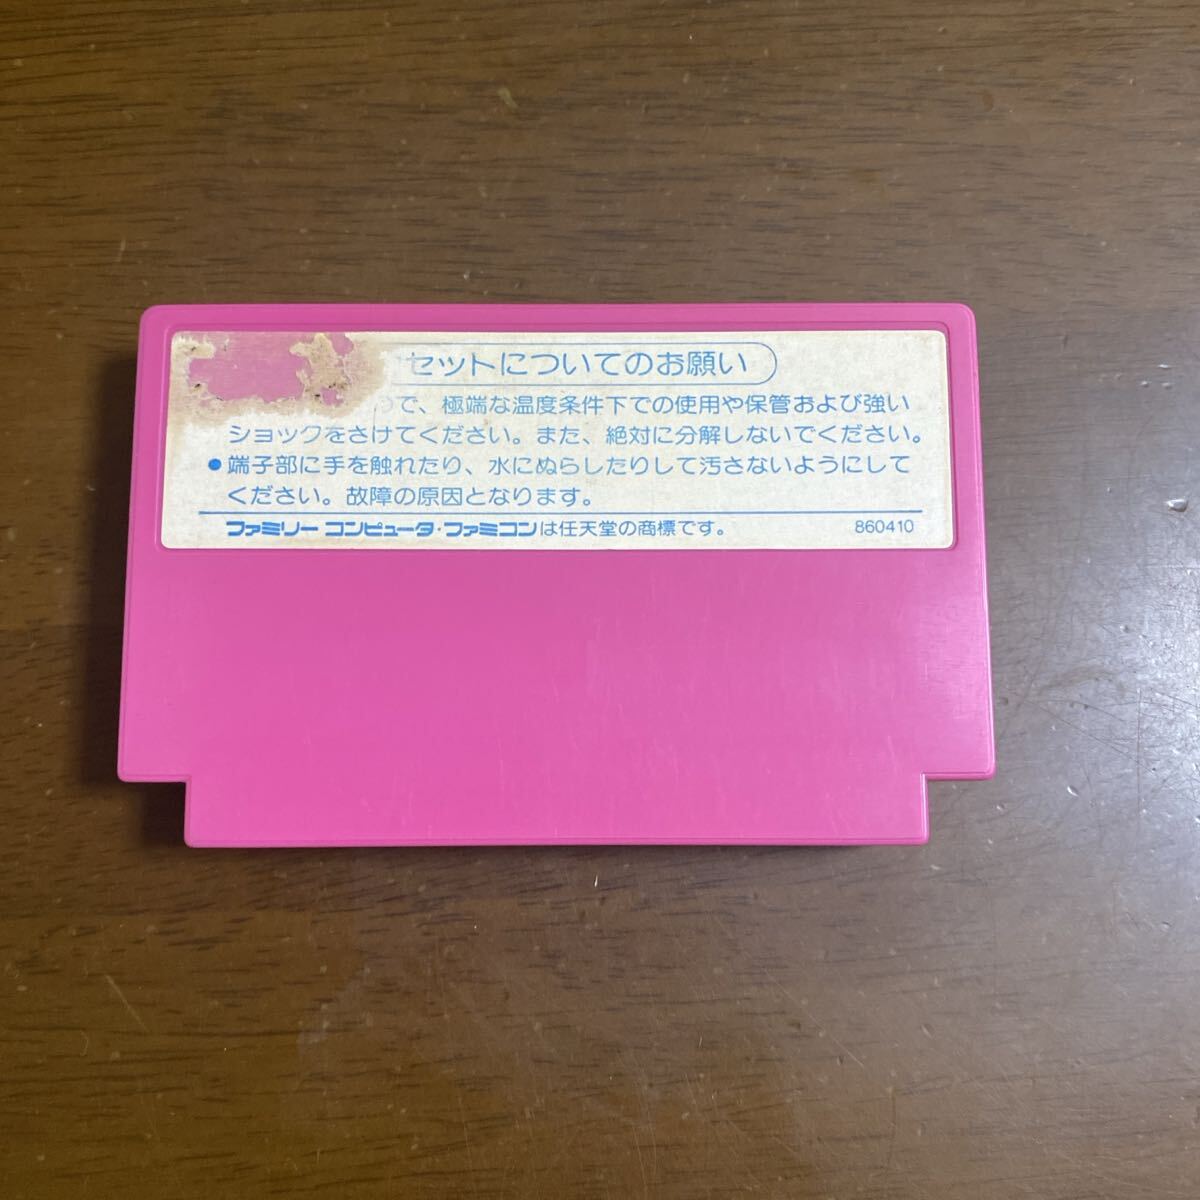 セットについてのお願い
で、極端な温度条件下での使用や保管および強い
ショックをさけてください。また、絶対に分解しないでください。
●端子部に手を触れたり、水にぬらしたりして汚さないようにして
ください。故障の原因となります。
ファミリーコンピュータ・ファミコンは任天堂の商標です。 860410